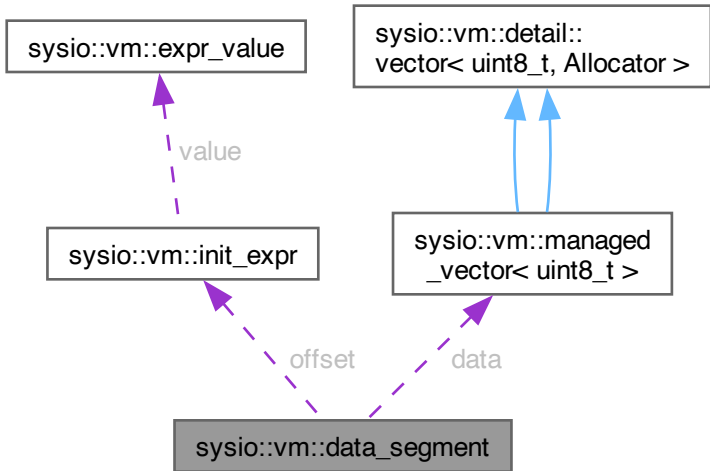 sysio::vm::expr_value
sysio::vm::detail::
vector< uint8_t, Allocator >
value
sysio::vm::init_expr
sysio::vm::managed
_vector< uint8_t >
offset
data
sysio::vm::data_segment